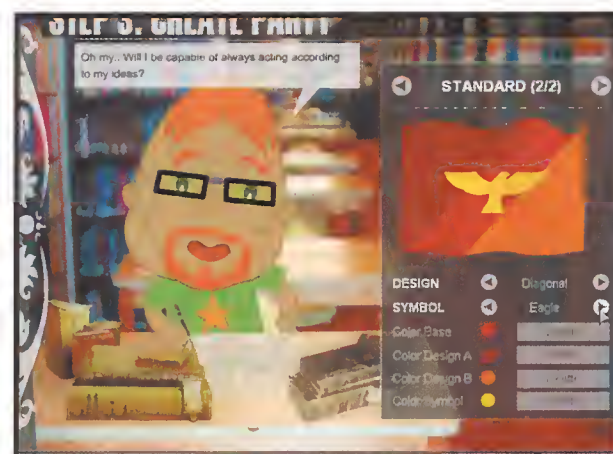 STEP 3. CREATE PARTY
Oh my.. Will I be capable of always acting according
to my ideas?
STANDARD (2/2)
DESIGN Diagonal
SYMBOL Eagle
Color Base
Color Design A
Color Design B
Color Symbol